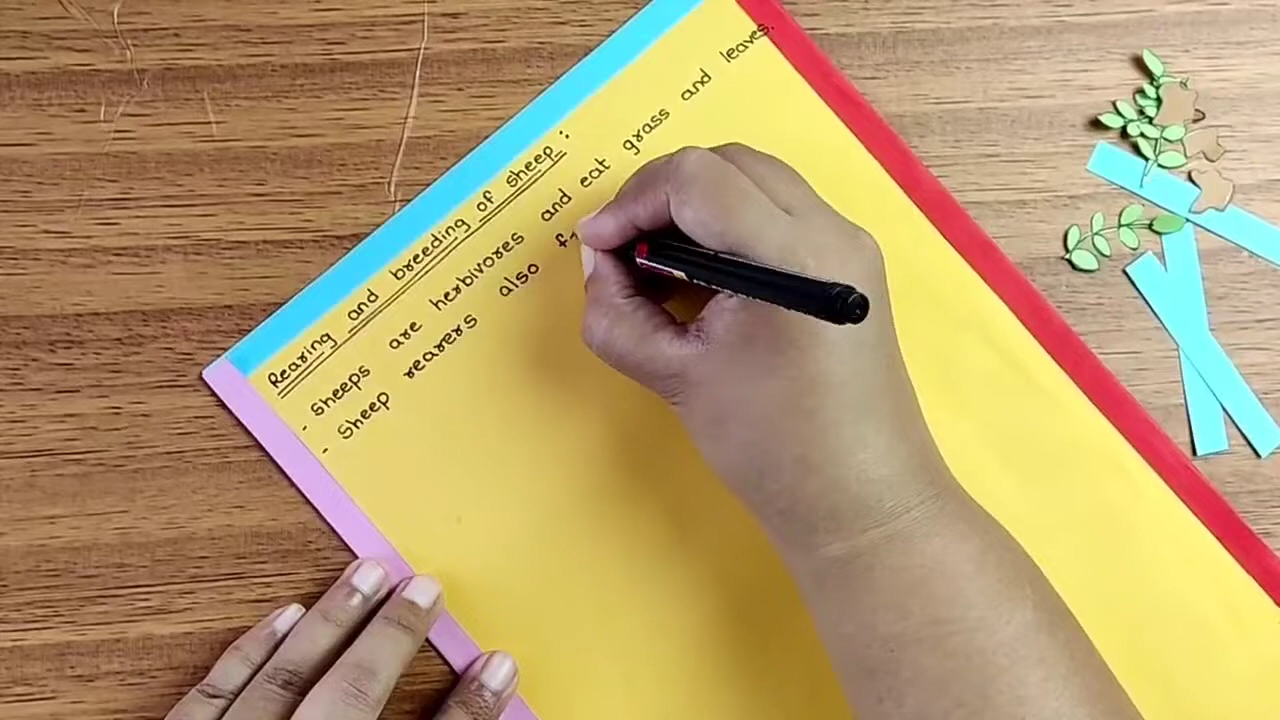 Rearing and breeding of sheep :
- Sheeps are herbivores and eat grass and leaves.
- Sheep rearers also